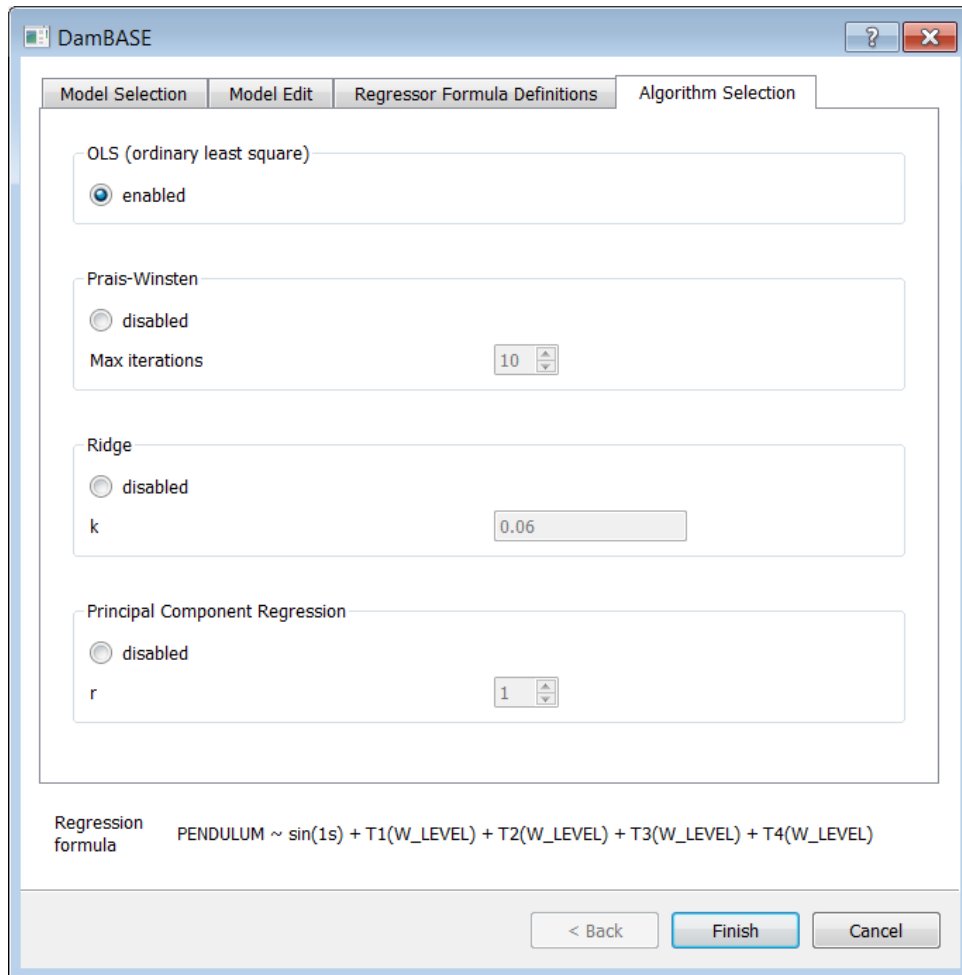 DamBASE
Model Selection Model Edit Regressor Formula Definitions Algorithm Selection
OLS (ordinary least square)
enabled
Prais-Winsten
disabled
Max iterations 10
Ridge
disabled
k 0.06
Principal Component Regression
disabled
r 1
Regression
formula
PENDULUM ~ sin(1s) + T1(W_LEVEL) + T2(W_LEVEL) + T3(W_LEVEL) + T4(W_LEVEL)
< Back Finish Cancel